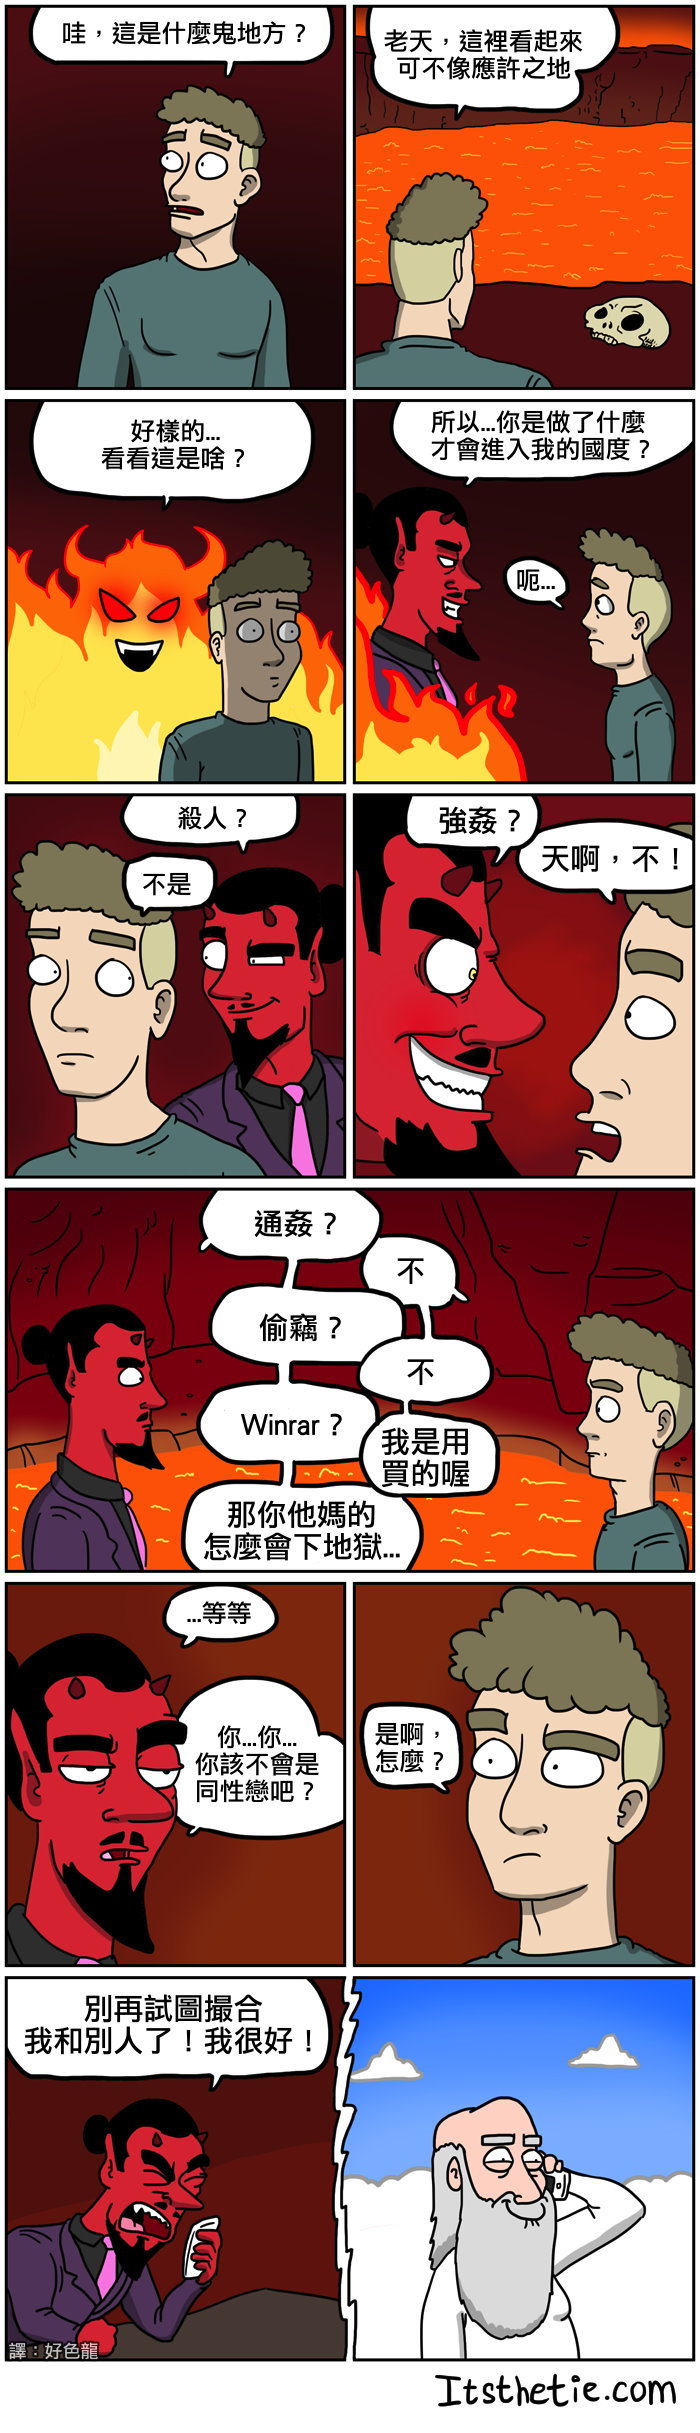 哇，這是什麼鬼地方？
老天，這裡看起來
可不像應許之地
好樣的...
看看這是啥？
所以...你是做了什麼
才會進入我的國度？
呃...
殺人？
不是
強姦？
天啊，不！
通姦？
不
偷竊？
不
Winrar？
我是用
買的喔
那你他媽的
怎麼會下地獄...
...等等
你...你...
你該不會是
同性戀吧？
是啊，
怎麼？
別再試圖撮合
我和別人了！我很好！
譯：好色龍
Itsthetie.com